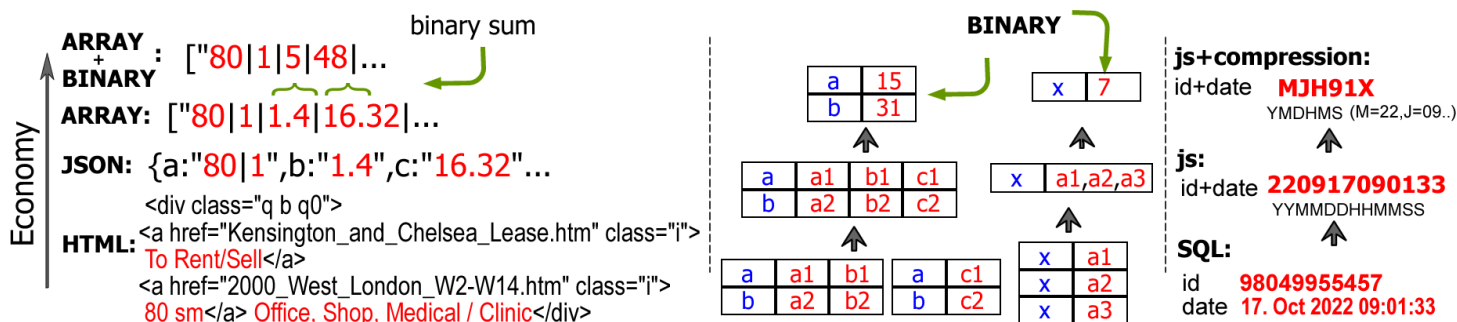 Economy
ARRAY + BINARY : ["80|1|5|48|...
binary sum
ARRAY: ["80|1|1.4|16.32|...
JSON: {a:"80|1",b:"1.4",c:"16.32"...
HTML:
<div class="q b q0">
<a href="Kensington_and_Chelsea_Lease.htm" class="i">
To Rent/Sell</a>
<a href="2000_West_London_W2-W14.htm" class="i">
80 sm</a> Office, Shop, Medical / Clinic</div>
BINARY
a 15
b 31
x 7
a a1 b1 c1
b a2 b2 c2
x a1,a2,a3
a a1 b1
b a2 b2
a c1
b c2
x a1
x a2
x a3
js+compression:
id+date MJH91X
YMDHMS (M=22,J=09..)
js:
id+date 220917090133
YYMMDDHHMMSS
SQL:
id 98049955457
date 17. Oct 2022 09:01:33